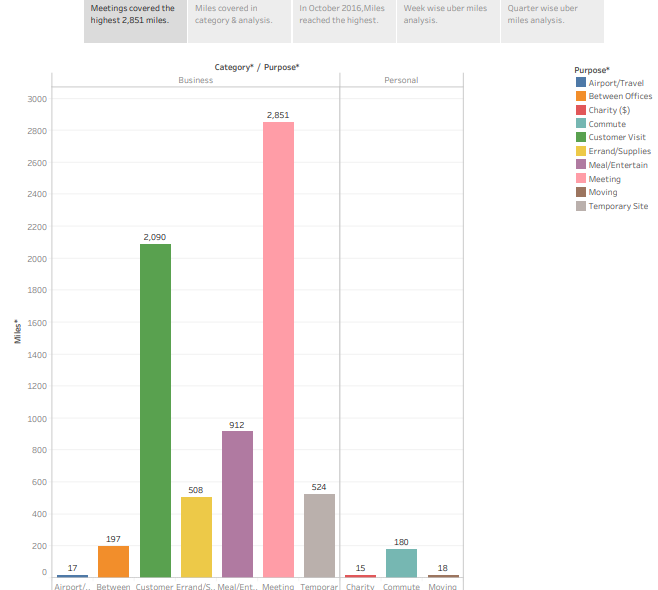 Meetings covered the
highest 2,851 miles.
Miles covered in
category & analysis.
In October 2016,Miles
reached the highest.
Week wise uber miles
analysis.
Quarter wise uber
miles analysis.
Category* / Purpose*
Business
Personal
Miles*
3000
2800
2600
2400
2200
2000
1800
1600
1400
1200
1000
800
600
400
200
0
17
197
2,090
508
912
2,851
524
15
180
18
Airport/..
Between
Customer
Errand/S..
Meal/Ent..
Meeting
Temporar
Charity
Commute
Moving
Purpose*
Airport/Travel
Between Offices
Charity ($)
Commute
Customer Visit
Errand/Supplies
Meal/Entertain
Meeting
Moving
Temporary Site